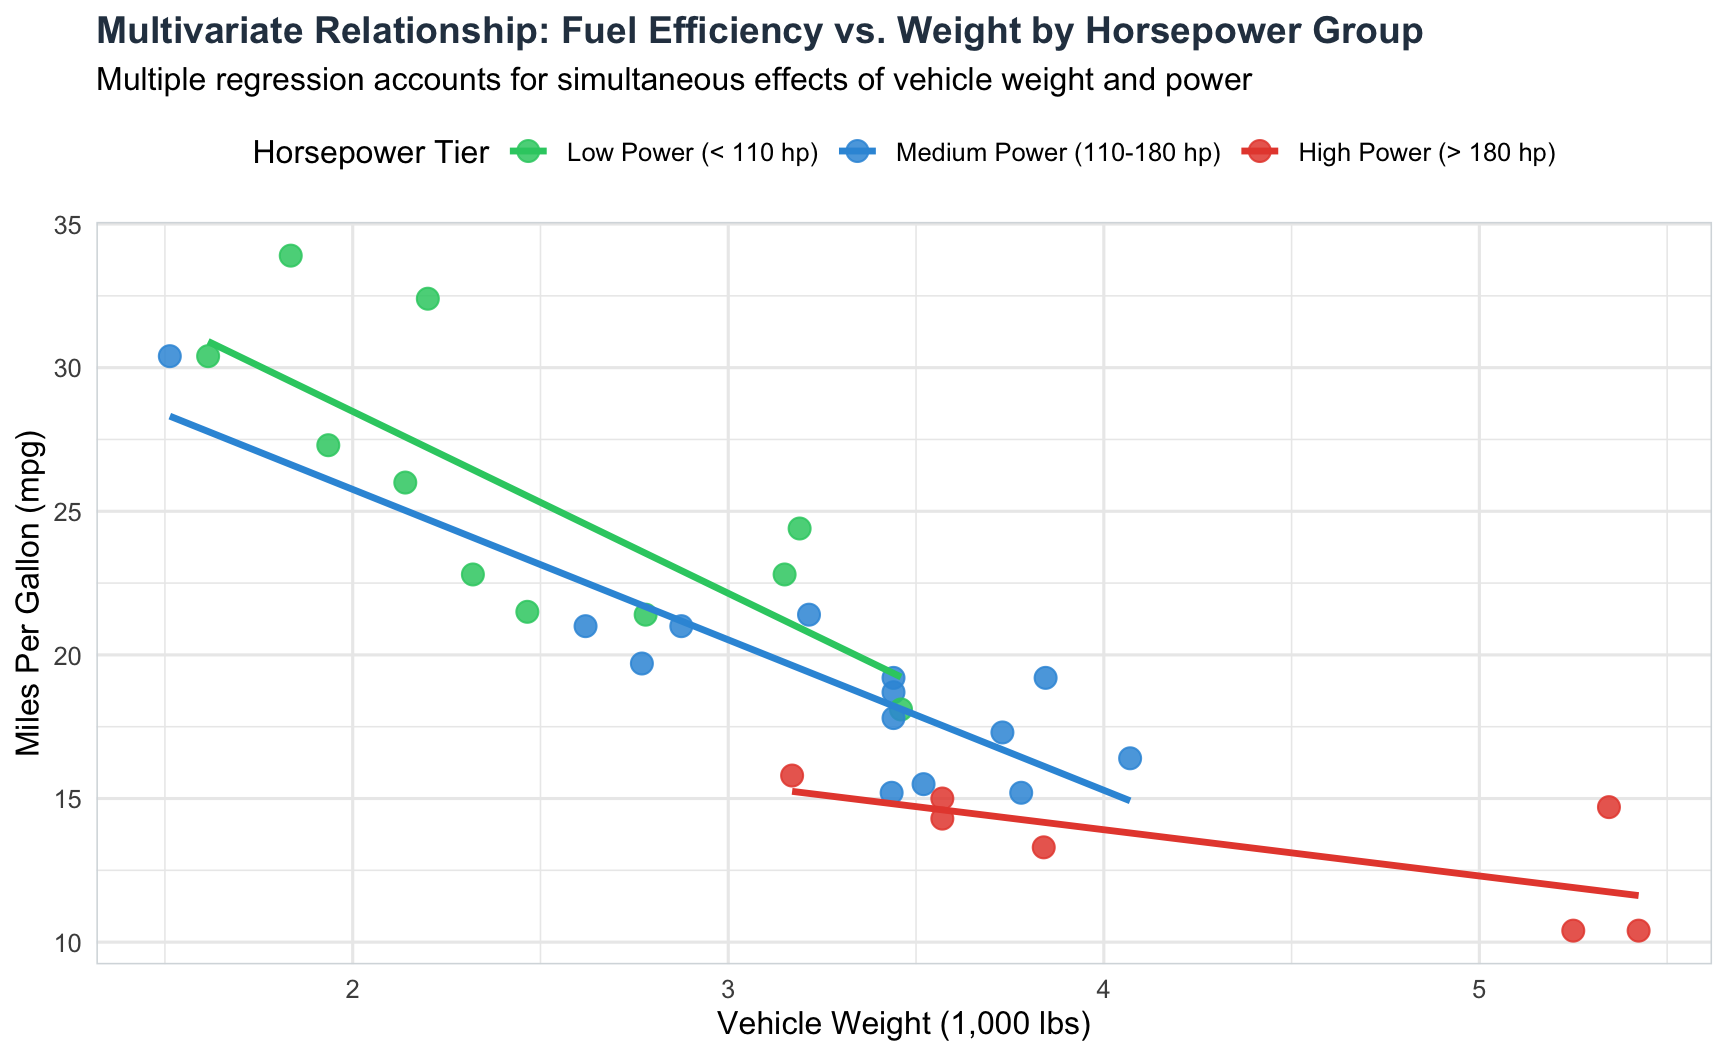 Multivariate Relationship: Fuel Efficiency vs. Weight by Horsepower Group
Multiple regression accounts for simultaneous effects of vehicle weight and power
Horsepower Tier Low Power (< 110 hp) Medium Power (110-180 hp) High Power (> 180 hp)
Miles Per Gallon (mpg)
35
30
25
20
15
10
2 3 4 5
Vehicle Weight (1,000 lbs)